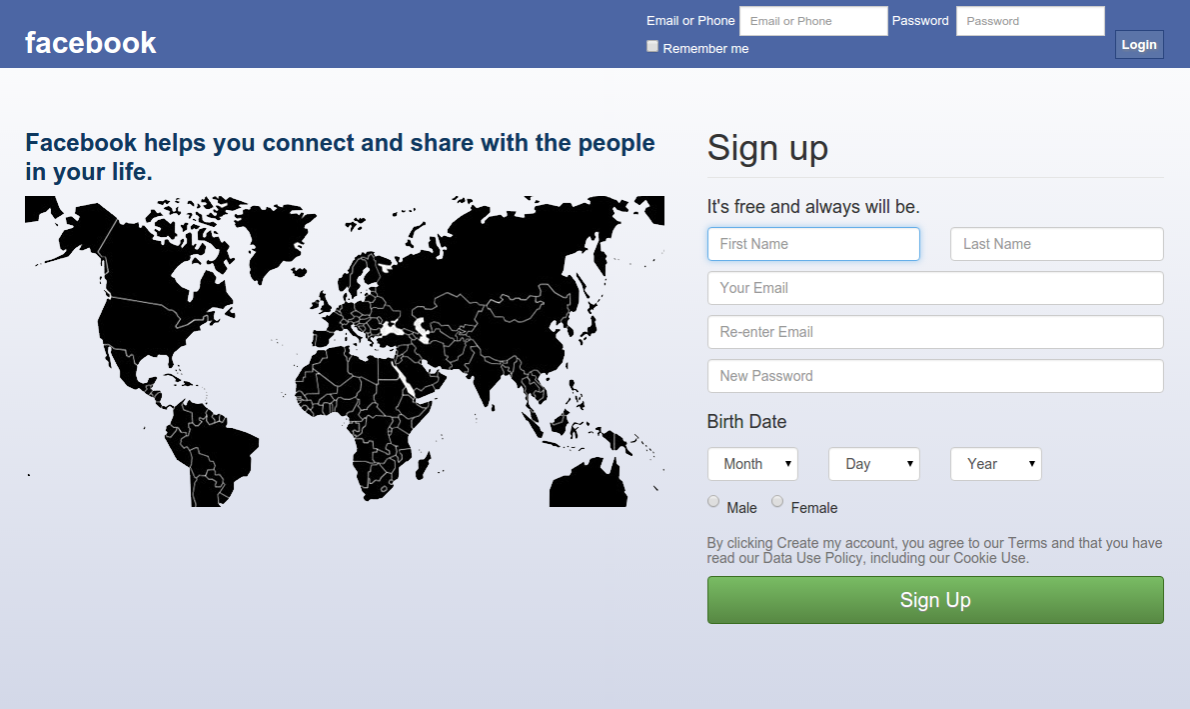 facebook
Email or Phone Email or Phone Password Password
Remember me
Login
Facebook helps you connect and share with the people
in your life.
Sign up
It's free and always will be.
First Name Last Name
Your Email
Re-enter Email
New Password
Birth Date
Month Day Year
Male Female
By clicking Create my account, you agree to our Terms and that you have
read our Data Use Policy, including our Cookie Use.
Sign Up